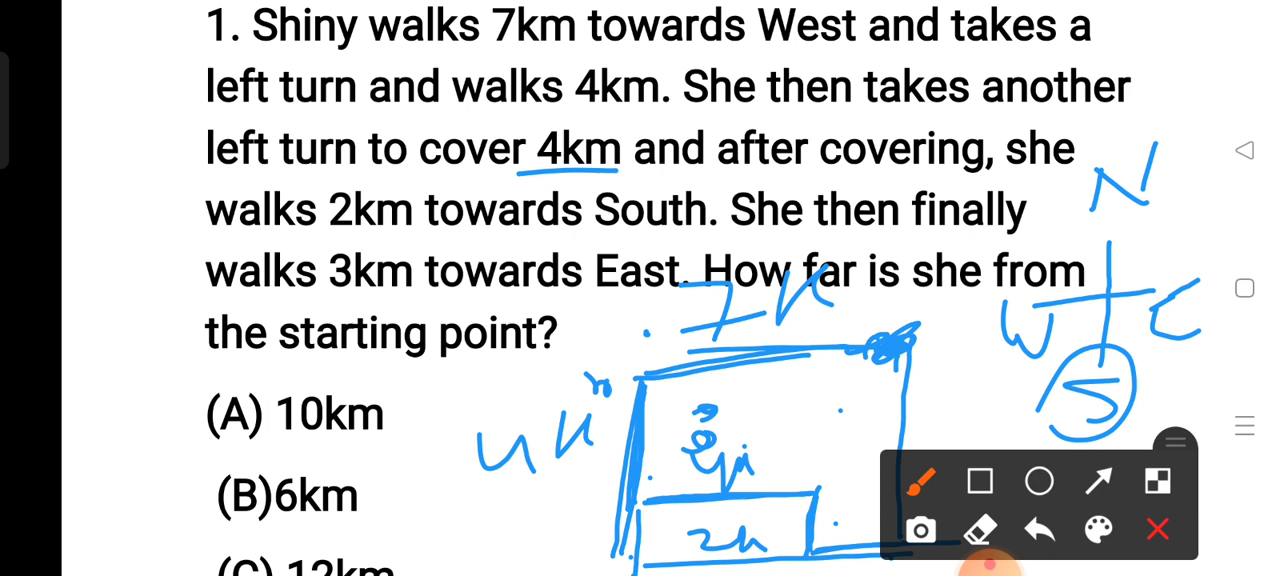 1. Shiny walks 7km towards West and takes a
left turn and walks 4km. She then takes another
left turn to cover 4km and after covering, she
walks 2km towards South. She then finally
walks 3km towards East. How far is she from
the starting point?
(A) 10km
(B)6km
(C) 12km
N
W
S
7K